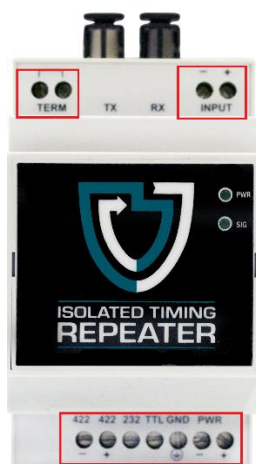 − +
TERM TX RX INPUT
PWR
SIG
ISOLATED TIMING
REPEATER
422 422 232 TTL GND PWR
− + − +